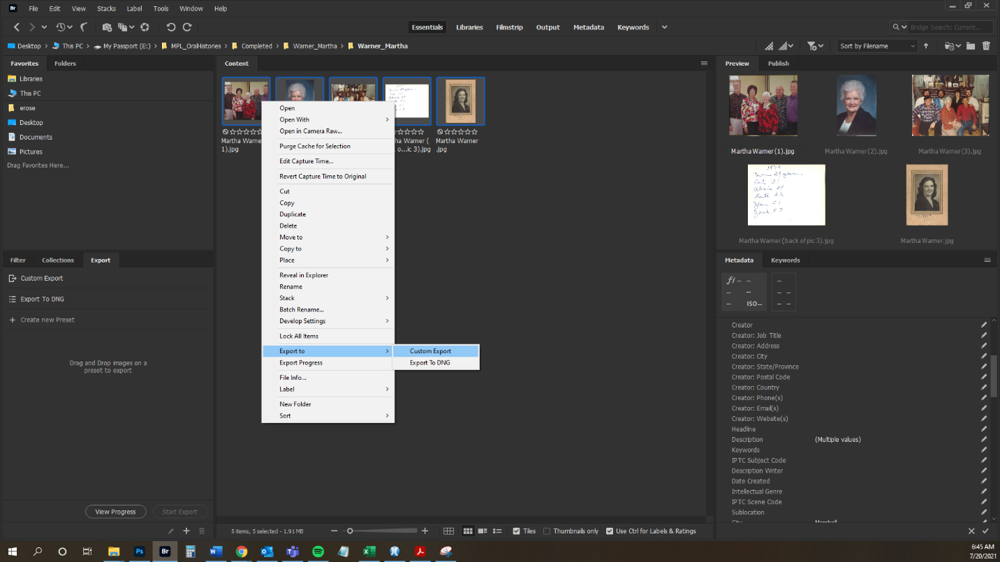 Br File Edit View Stacks Label Tools Window Help
Essentials Libraries Filmstrip Output Metadata Keywords
Bridge Search: Current...
Desktop > This PC > My Passport (E:) > MPL_OralHistories > Completed > Warner_Martha > Warner_Martha
Sort by Filename
Favorites Folders
Libraries
This PC
erose
Desktop
Documents
Pictures
Drag Favorites Here...
Filter Collections Export
Custom Export
Export To DNG
Create new Preset
Drag and Drop images on a
preset to export
View Progress Start Export
Content
Martha Warner(
1).jpg
tha Warner (
o...ic 3).jpg
Martha Warner
.jpg
Open
Open With
Open in Camera Raw...
Purge Cache for Selection
Edit Capture Time...
Revert Capture Time to Original
Cut
Copy
Duplicate
Delete
Move to
Copy to
Place
Reveal in Explorer
Rename
Stack
Batch Rename...
Develop Settings
Lock All Items
Export to
Export Progress
File Info...
Label
New Folder
Sort
Custom Export
Export To DNG
5 items, 5 selected - 1.91MB
Tiles Thumbnails only Use Ctrl for Labels & Ratings
Preview Publish
Martha Warner(1).jpg Martha Warner(2).jpg Martha Warner(3).jpg
1979
31
51
57
Martha Warner(back of pic 3).jpg Martha Warner.jpg
Metadata Keywords
f/ -- --
-- --
-- ISO --
--
-- --
-- --
Creator
Creator: Job Title
Creator: Address
Creator: City
Creator: State/Province
Creator: Postal Code
Creator: Country
Creator: Phone(s)
Creator: Email(s)
Creator: Website(s)
Headline
Description (Multiple values)
Keywords
IPTC Subject Code
Description Writer
Date Created
Intellectual Genre
IPTC Scene Code
Sublocation
City Marshall
Ps Br
6:45 AM
7/20/2021